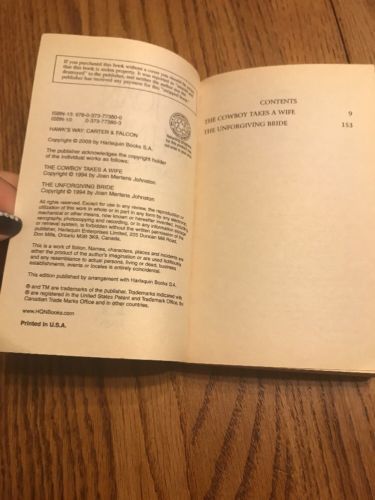 If you purchased this book without a cover you should be aware
that this book is stolen property. It was reported as "unsold and
destroyed" to the publisher, and neither the author nor the
publisher has received any payment for this "stripped book."
ISBN-13: 978-0-373-77380-0
ISBN-10: 0-373-77380-3
HAWK'S WAY: CARTER & FALCON
Copyright © 2009 by Harlequin Books S.A.
The publisher acknowledges the copyright holder
of the individual works as follows:
THE COWBOY TAKES A WIFE
Copyright © 1994 by Joan Mertens Johnston
THE UNFORGIVING BRIDE
Copyright © 1994 by Joan Mertens Johnston
All rights reserved. Except for use in any review, the reproduction or
utilization of this work in whole or in part in any form by any electronic,
mechanical or other means, now known or hereafter invented, including
xerography, photocopying and recording, or in any information storage
or retrieval system, is forbidden without the written permission of the
publisher, Harlequin Enterprises Limited, 225 Duncan Mill Road,
Don Mills, Ontario M3B 3K9, Canada.
This is a work of fiction. Names, characters, places and incidents are
either the product of the author's imagination or are used fictitiously,
and any resemblance to actual persons, living or dead, business
establishments, events or locales is entirely coincidental.
This edition published by arrangement with Harlequin Books S.A.
® and TM are trademarks of the publisher. Trademarks indicated with
® are registered in the United States Patent and Trademark Office, the
Canadian Trade Marks Office and in other countries.
www.HQNBooks.com
Printed in U.S.A.
CONTENTS
THE COWBOY TAKES A WIFE 9
THE UNFORGIVING BRIDE 153